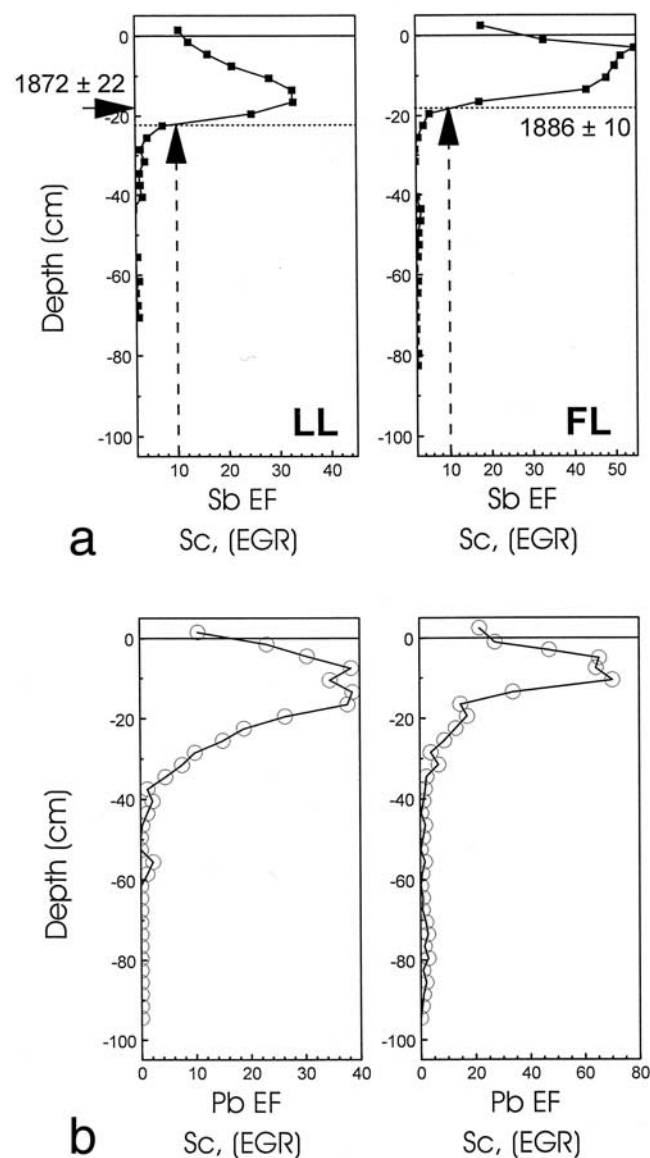 0
-20
-40
-60
-80
-100
Depth (cm)
1872 ± 22
10 20 30 40
LL
Sb EF
Sc, (EGR)
0
-20
-40
-60
-80
-100
1886 ± 10
10 20 30 40 50
FL
Sb EF
Sc, (EGR)
a
0
-20
-40
-60
-80
-100
Depth (cm)
0 10 20 30 40
Pb EF
Sc, (EGR)
0
-20
-40
-60
-80
-100
0 20 40 60 80
Pb EF
Sc, (EGR)
b